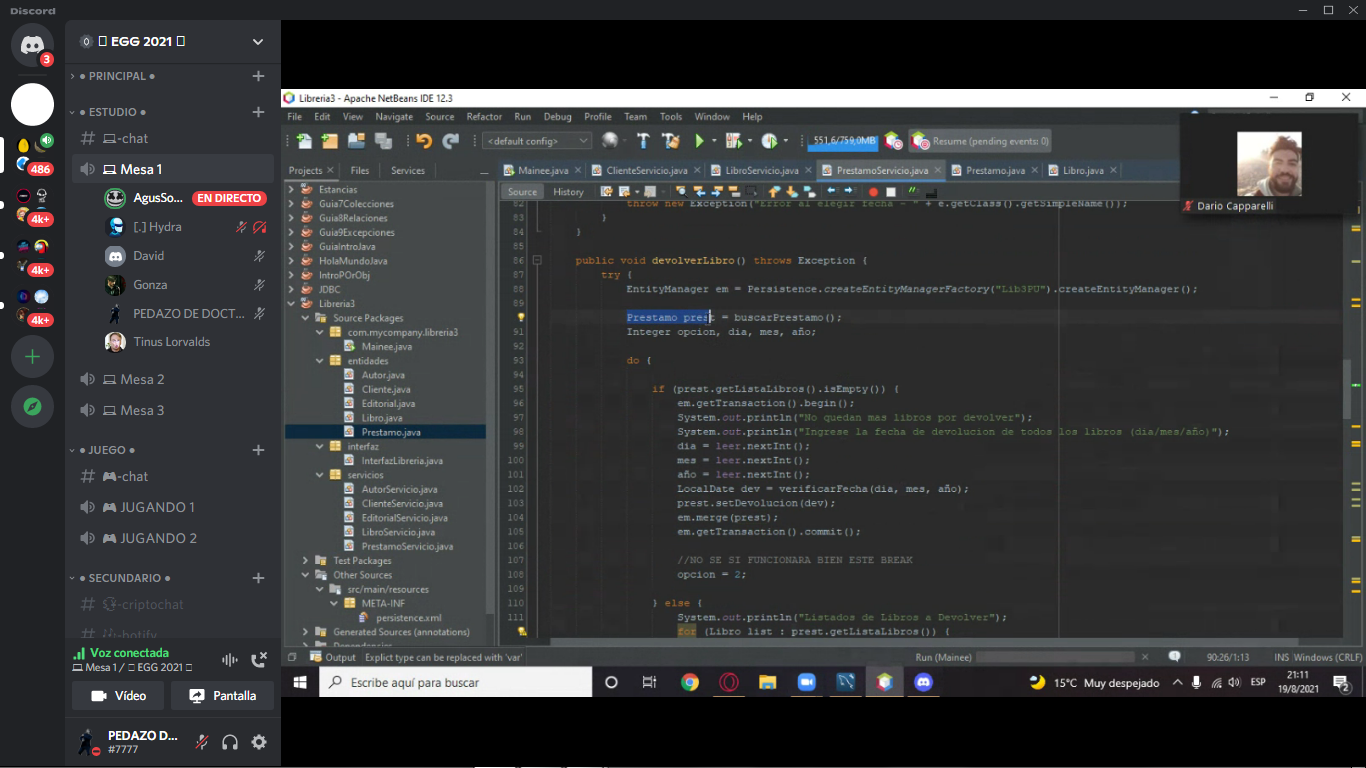 Discord
EGG 2021
3
PRINCIPAL
ESTUDIO
-chat
486
Mesa 1
AgusSo... EN DIRECTO
4k+
[.] Hydra
David
4k+
Gonza
4k+
PEDAZO DE DOCT...
Tinus Lorvalds
Mesa 2
Mesa 3
JUEGO
-chat
JUGANDO 1
JUGANDO 2
SECUNDARIO
-criptochat
-botify
Voz conectada
Mesa 1 / EGG 2021
Vídeo
Pantalla
PEDAZO D...
#7777
Libreria3 - Apache NetBeans IDE 12.3
File Edit View Navigate Source Refactor Run Debug Profile Team Tools Window Help
<default config>
551,6/759,0MB
Resume (pending events: 0)
Dario Capparelli
Projects Files Services
Mainee.java ClienteServicio.java LibroServicio.java PrestamoServicio.java Prestamo.java Libro.java
Source History
Estancias
Guia7Colecciones
Guia8Relaciones
Guia9Excepciones
GuiaIntroJava
HolaMundoJava
IntroPOrObj
JDBC
Libreria3
Source Packages
com.mycompany.libreria3
Mainee.java
entidades
Autor.java
Cliente.java
Editorial.java
Libro.java
Prestamo.java
interfaz
InterfazLibreria.java
servicios
AutorServicio.java
ClienteServicio.java
EditorialServicio.java
LibroServicio.java
PrestamoServicio.java
Test Packages
Other Sources
src/main/resources
META-INF
persistence.xml
Generated Sources (annotations)
Dependencies
82 throw new Exception("Error al elegir fecha - " + e.getClass().getSimpleName());
83 }
84 }
85
86 public void devolverLibro() throws Exception {
87 try {
88 EntityManager em = Persistence.createEntityManagerFactory("Lib3PU").createEntityManager();
89
Prestamo prest = buscarPrestamo();
91 Integer opcion, dia, mes, año;
92
93 do {
94
95 if (prest.getListaLibros().isEmpty()) {
96 em.getTransaction().begin();
97 System.out.println("No quedan mas libros por devolver");
98 System.out.println("Ingrese la fecha de devolucion de todos los libros (dia/mes/año)");
99 dia = leer.nextInt();
100 mes = leer.nextInt();
101 año = leer.nextInt();
102 LocalDate dev = verificarFecha(dia, mes, año);
103 prest.setDevolucion(dev);
104 em.merge(prest);
105 em.getTransaction().commit();
106
107 //NO SE SI FUNCIONARA BIEN ESTE BREAK
108 opcion = 2;
109
110 } else {
111 System.out.println("Listados de Libros a Devolver");
for (Libro list : prest.getListaLibros()) {
Output Explict type can be replaced with 'var' Run (Mainee) 90:26/1:13 INS Windows (CRLF)
Escribe aquí para buscar
15°C Muy despejado ESP
21:11
19/8/2021
2